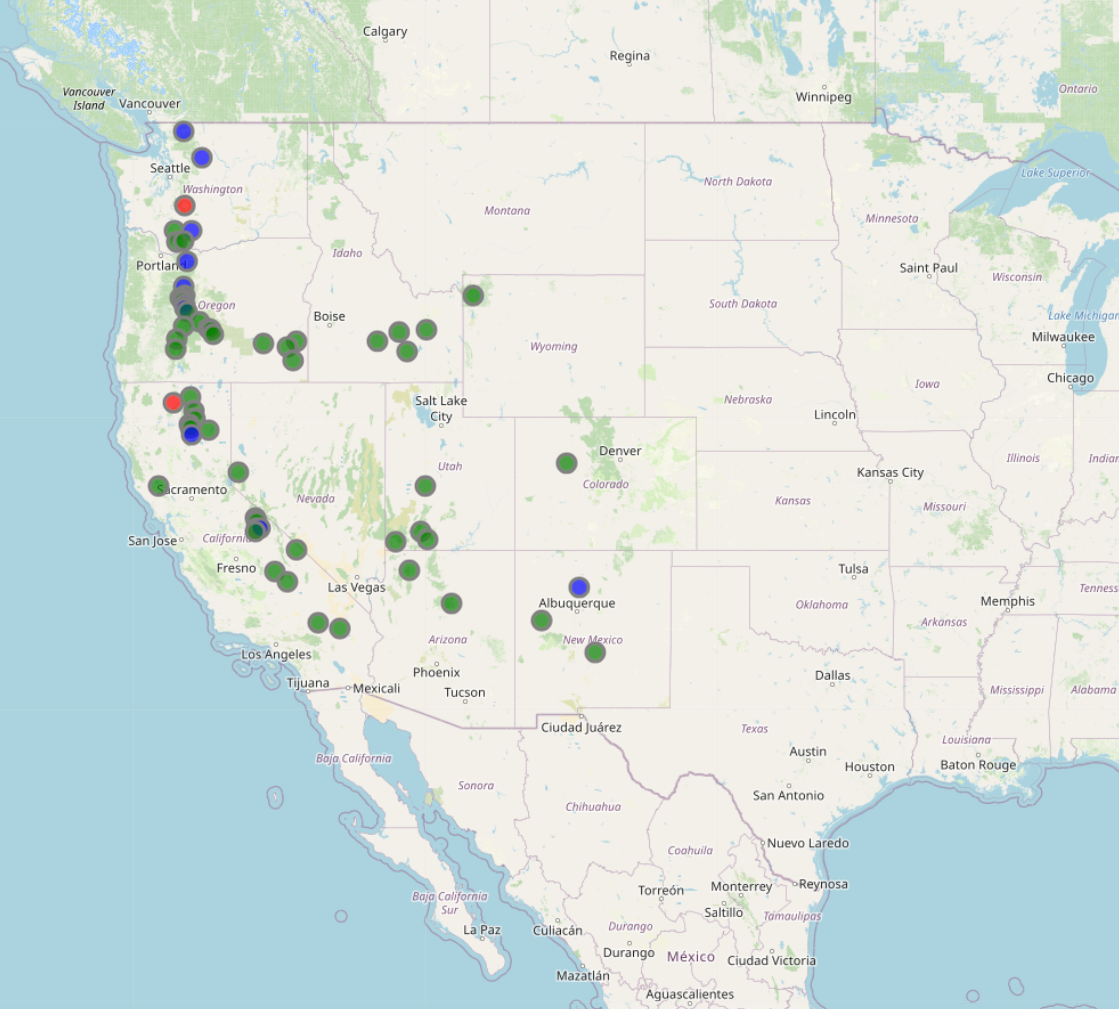 Calgary
Regina
Winnipeg
Ontario
Vancouver
Island
Vancouver
Seattle
Washington
Lake Superior
North Dakota
Montana
Minnesota
Portland
Idaho
Saint Paul
Wisconsin
Oregon
South Dakota
Lake Michigan
Boise
Wyoming
Milwaukee
Chicago
Iowa
Nebraska
Salt Lake
City
Lincoln
Denver
Utah
Illinois
Indian
Kansas City
Colorado
Sacramento
Nevada
Kansas
Missouri
San Jose
California
Fresno
Las Vegas
Tulsa
Tennes
Albuquerque
Oklahoma
Memphis
Arkansas
Arizona
New Mexico
Los Angeles
Phoenix
Dallas
Tijuana
Mexicali
Tucson
Mississippi
Alabama
Ciudad Juárez
Texas
Louisiana
Austin
Houston
Baton Rouge
Baja California
Sonora
San Antonio
Chihuahua
Nuevo Laredo
Coahuila
Reynosa
Torreón
Monterrey
Baja California
Sur
Saltillo
Tamaulipas
La Paz
Culiacán
Durango
Durango
México
Ciudad Victoria
Mazatlán
Aguascalientes